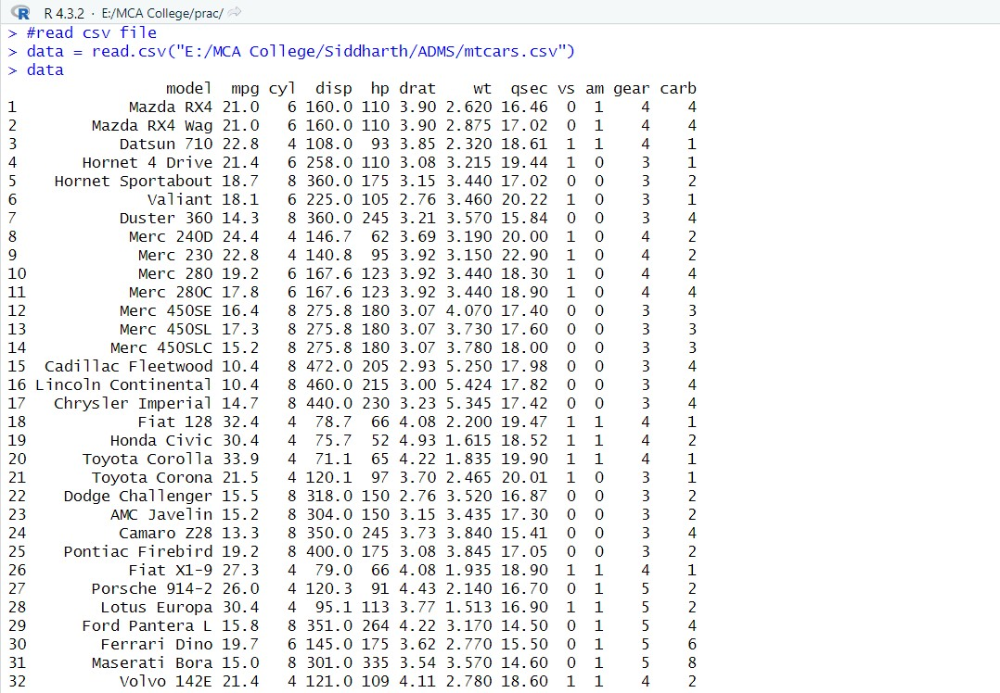 R R 4.3.2 · E:/MCA College/prac/
> #read csv file
> data = read.csv("E:/MCA College/Siddharth/ADMS/mtcars.csv")
> data
                 model  mpg cyl  disp  hp drat    wt  qsec vs am gear carb
1            Mazda RX4 21.0   6 160.0 110 3.90 2.620 16.46  0  1    4    4
2        Mazda RX4 Wag 21.0   6 160.0 110 3.90 2.875 17.02  0  1    4    4
3           Datsun 710 22.8   4 108.0  93 3.85 2.320 18.61  1  1    4    1
4       Hornet 4 Drive 21.4   6 258.0 110 3.08 3.215 19.44  1  0    3    1
5    Hornet Sportabout 18.7   8 360.0 175 3.15 3.440 17.02  0  0    3    2
6              Valiant 18.1   6 225.0 105 2.76 3.460 20.22  1  0    3    1
7           Duster 360 14.3   8 360.0 245 3.21 3.570 15.84  0  0    3    4
8            Merc 240D 24.4   4 146.7  62 3.69 3.190 20.00  1  0    4    2
9             Merc 230 22.8   4 140.8  95 3.92 3.150 22.90  1  0    4    2
10            Merc 280 19.2   6 167.6 123 3.92 3.440 18.30  1  0    4    4
11           Merc 280C 17.8   6 167.6 123 3.92 3.440 18.90  1  0    4    4
12          Merc 450SE 16.4   8 275.8 180 3.07 4.070 17.40  0  0    3    3
13          Merc 450SL 17.3   8 275.8 180 3.07 3.730 17.60  0  0    3    3
14         Merc 450SLC 15.2   8 275.8 180 3.07 3.780 18.00  0  0    3    3
15  Cadillac Fleetwood 10.4   8 472.0 205 2.93 5.250 17.98  0  0    3    4
16 Lincoln Continental 10.4   8 460.0 215 3.00 5.424 17.82  0  0    3    4
17   Chrysler Imperial 14.7   8 440.0 230 3.23 5.345 17.42  0  0    3    4
18            Fiat 128 32.4   4  78.7  66 4.08 2.200 19.47  1  1    4    1
19         Honda Civic 30.4   4  75.7  52 4.93 1.615 18.52  1  1    4    2
20      Toyota Corolla 33.9   4  71.1  65 4.22 1.835 19.90  1  1    4    1
21       Toyota Corona 21.5   4 120.1  97 3.70 2.465 20.01  1  0    3    1
22    Dodge Challenger 15.5   8 318.0 150 2.76 3.520 16.87  0  0    3    2
23         AMC Javelin 15.2   8 304.0 150 3.15 3.435 17.30  0  0    3    2
24          Camaro Z28 13.3   8 350.0 245 3.73 3.840 15.41  0  0    3    4
25    Pontiac Firebird 19.2   8 400.0 175 3.08 3.845 17.05  0  0    3    2
26           Fiat X1-9 27.3   4  79.0  66 4.08 1.935 18.90  1  1    4    1
27       Porsche 914-2 26.0   4 120.3  91 4.43 2.140 16.70  0  1    5    2
28        Lotus Europa 30.4   4  95.1 113 3.77 1.513 16.90  1  1    5    2
29      Ford Pantera L 15.8   8 351.0 264 4.22 3.170 14.50  0  1    5    4
30        Ferrari Dino 19.7   6 145.0 175 3.62 2.770 15.50  0  1    5    6
31       Maserati Bora 15.0   8 301.0 335 3.54 3.570 14.60  0  1    5    8
32          Volvo 142E 21.4   4 121.0 109 4.11 2.780 18.60  1  1    4    2